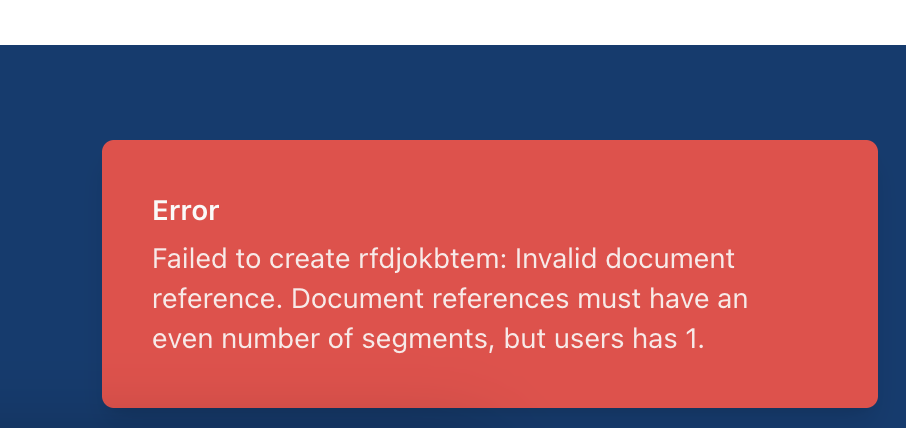 Error
Failed to create rfdjokbtem: Invalid document
reference. Document references must have an
even number of segments, but users has 1.